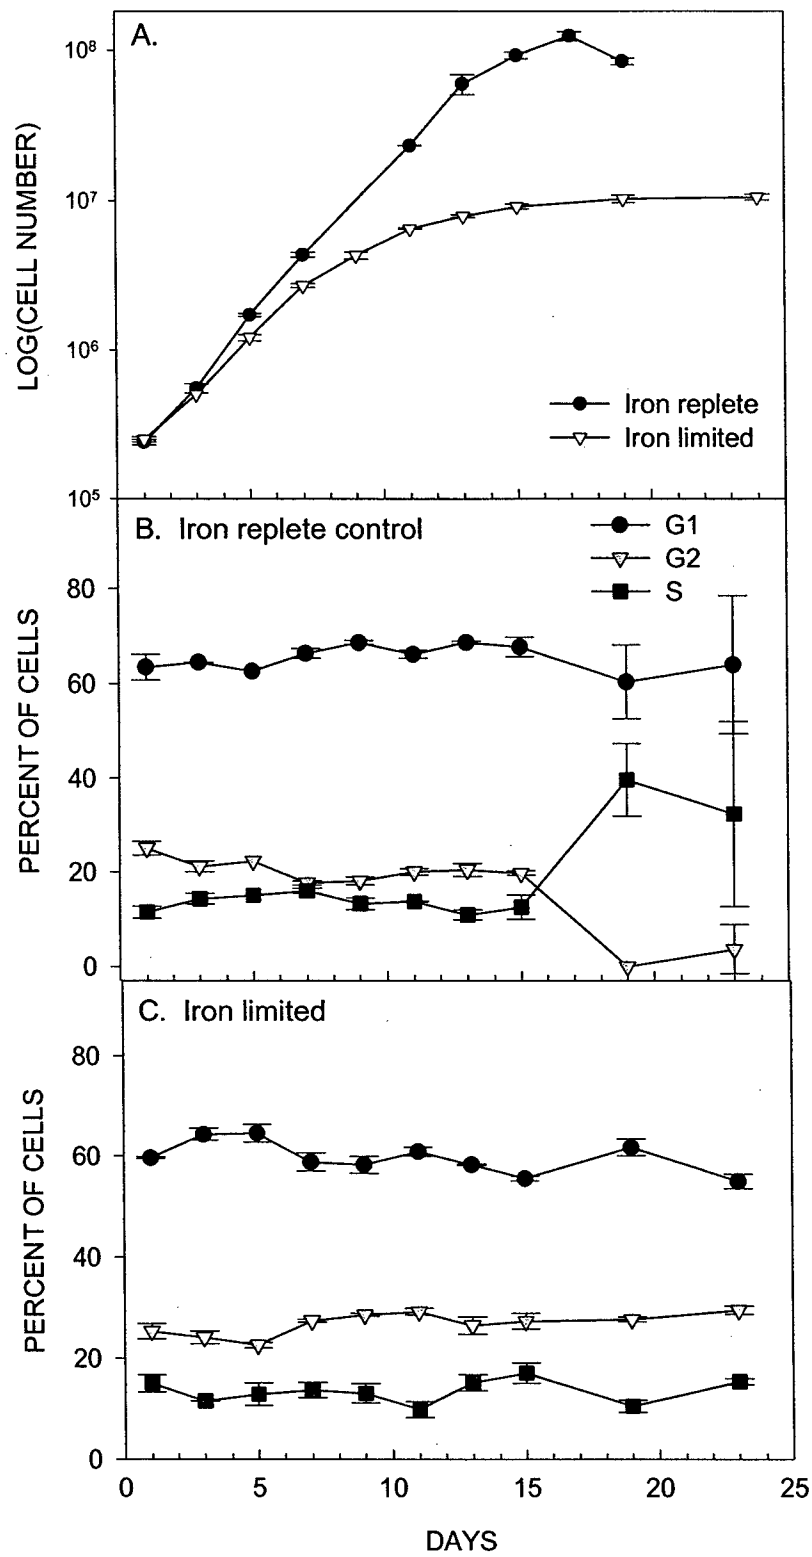 A.
10⁸
10⁷
10⁶
10⁵
LOG(CELL NUMBER)
Iron replete
Iron limited
B. Iron replete control
G1
G2
S
80
60
40
20
0
PERCENT OF CELLS
C. Iron limited
80
60
40
20
0
PERCENT OF CELLS
0 5 10 15 20 25
DAYS